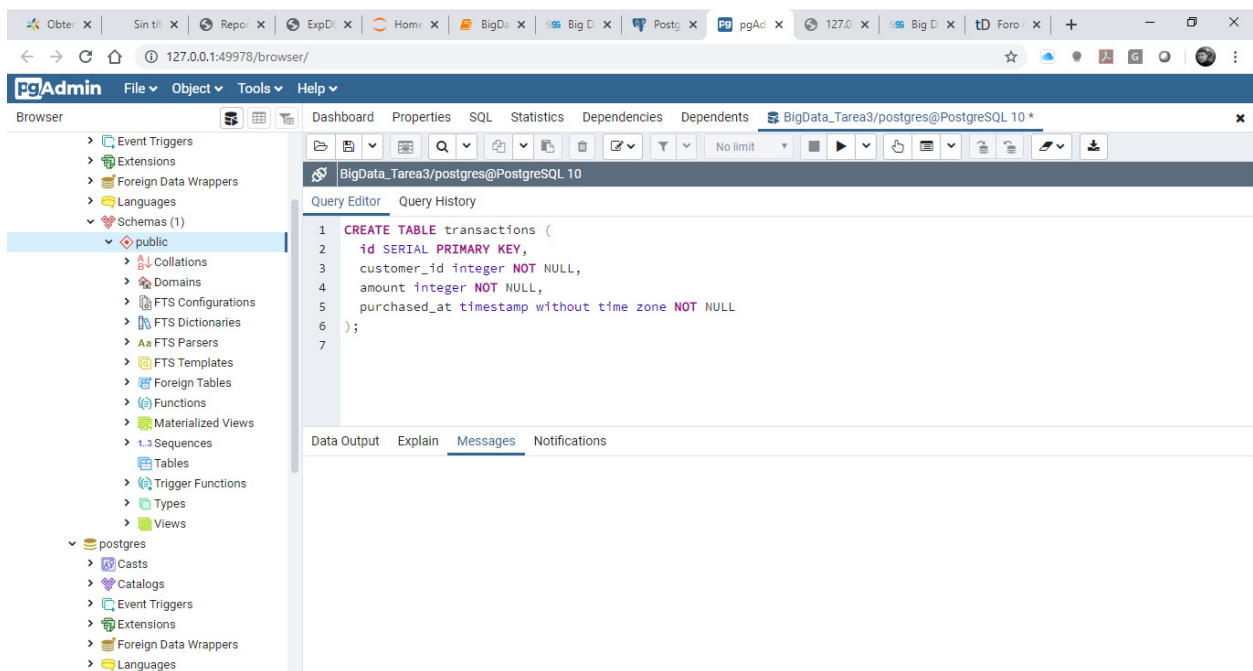 Obter Sin tít Repor ExpD Home BigDa Big D Postg pgAd 127.0 Big D tD Foro
127.0.0.1:49978/browser/
pgAdmin File Object Tools Help
Browser
Dashboard Properties SQL Statistics Dependencies Dependents BigData_Tarea3/postgres@PostgreSQL 10 *
Event Triggers
Extensions
Foreign Data Wrappers
Languages
Schemas (1)
public
Collations
Domains
FTS Configurations
FTS Dictionaries
Aa FTS Parsers
FTS Templates
Foreign Tables
Functions
Materialized Views
1..3 Sequences
Tables
Trigger Functions
Types
Views
postgres
Casts
Catalogs
Event Triggers
Extensions
Foreign Data Wrappers
Languages
No limit
BigData_Tarea3/postgres@PostgreSQL 10
Query Editor Query History
1 CREATE TABLE transactions (
2 id SERIAL PRIMARY KEY,
3 customer_id integer NOT NULL,
4 amount integer NOT NULL,
5 purchased_at timestamp without time zone NOT NULL
6 );
7
Data Output Explain Messages Notifications